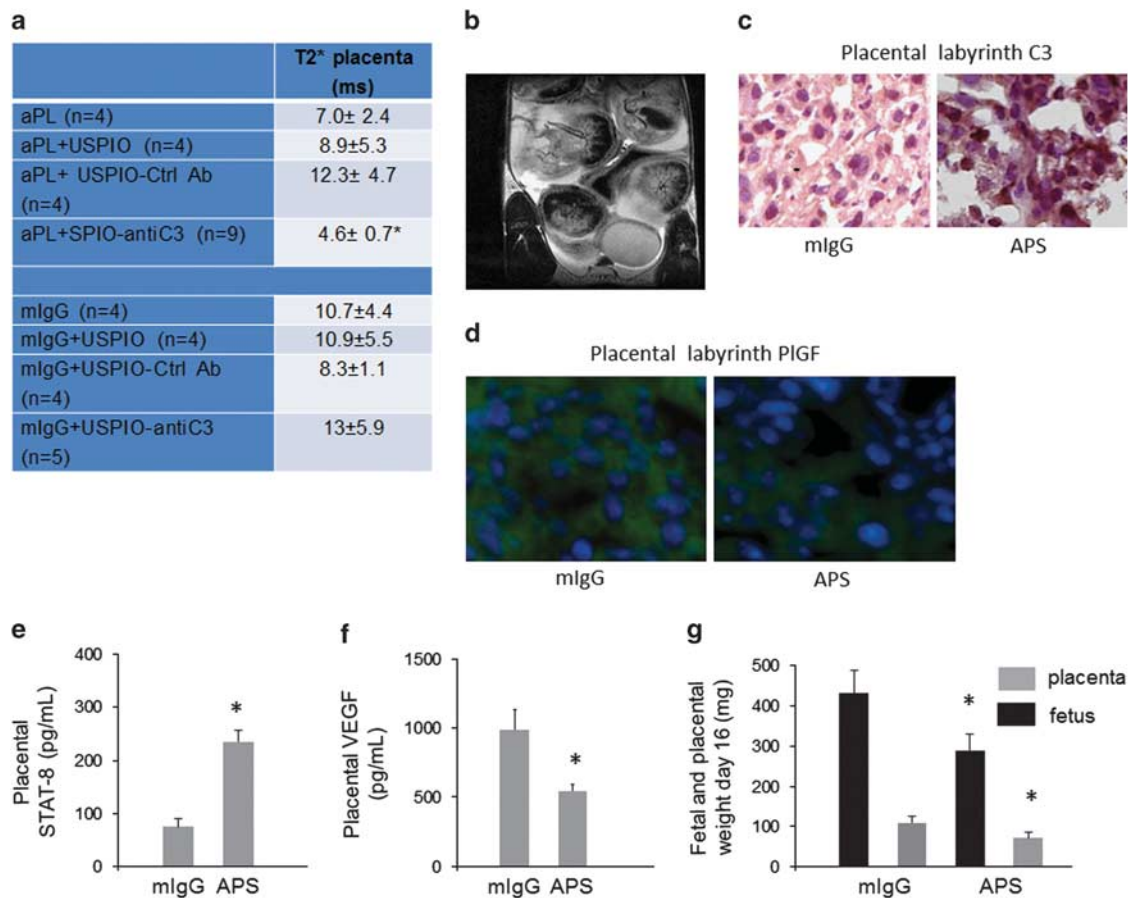 a
T2* placenta
(ms)
aPL (n=4)
7.0± 2.4
aPL+USPIO (n=4)
8.9±5.3
aPL+ USPIO-Ctrl Ab
(n=4)
12.3± 4.7
aPL+SPIO-antiC3 (n=9)
4.6± 0.7*
mIgG (n=4)
10.7±4.4
mIgG+USPIO (n=4)
10.9±5.5
mIgG+USPIO-Ctrl Ab
(n=4)
8.3±1.1
mIgG+USPIO-antiC3
(n=5)
13±5.9
b
c
Placental labyrinth C3
mIgG
APS
d
Placental labyrinth PlGF
mIgG
APS
e
Placental
STAT-8 (pg/mL)
400
300
200
100
0
*
mIgG APS
f
Placental VEGF
(pg/mL)
1500
1000
500
0
*
mIgG APS
g
Fetal and placental
weight day 16 (mg)
500
400
300
200
100
0
*
*
mIgG
APS
placenta
fetus